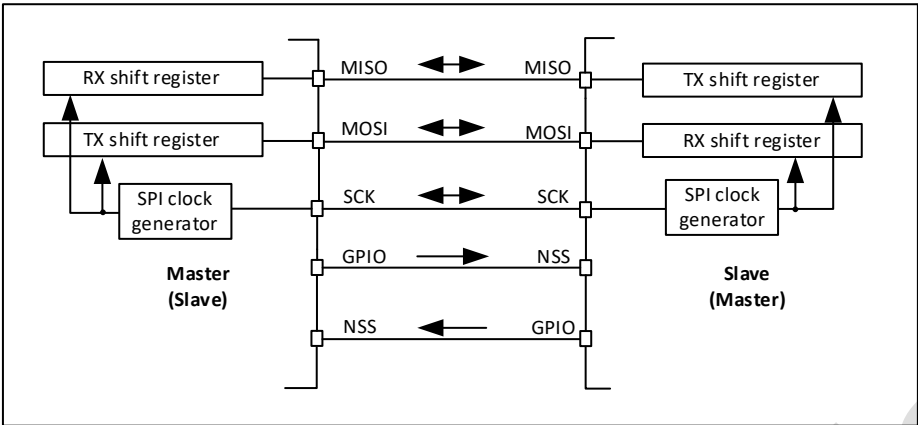 RX shift register MISO MISO TX shift register
TX shift register MOSI MOSI RX shift register
SPI clock
generator
SCK SCK
SPI clock
generator
GPIO NSS
Master
(Slave)
Slave
(Master)
NSS GPIO